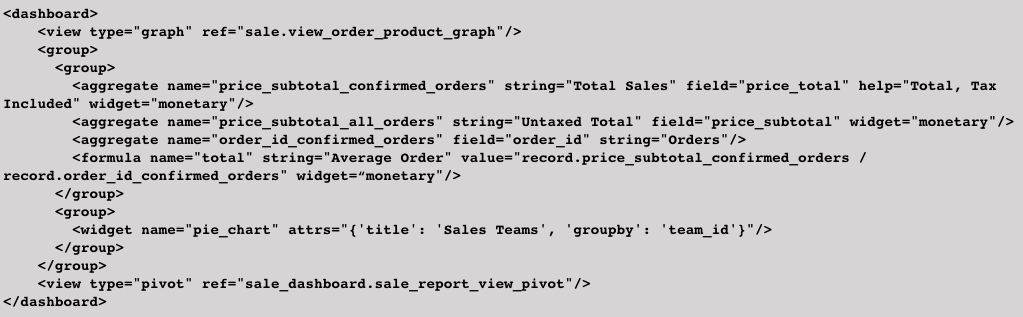 <dashboard>
    <view type="graph" ref="sale.view_order_product_graph"/>
    <group>
      <group>
        <aggregate name="price_subtotal_confirmed_orders" string="Total Sales" field="price_total" help="Total, Tax
Included" widget="monetary"/>
        <aggregate name="price_subtotal_all_orders" string="Untaxed Total" field="price_subtotal" widget="monetary"/>
        <aggregate name="order_id_confirmed_orders" field="order_id" string="Orders"/>
        <formula name="total" string="Average Order" value="record.price_subtotal_confirmed_orders /
record.order_id_confirmed_orders" widget=“monetary"/>
      </group>
      <group>
        <widget name="pie_chart" attrs="{'title': 'Sales Teams', 'groupby': 'team_id'}"/>
      </group>
    </group>
    <view type="pivot" ref="sale_dashboard.sale_report_view_pivot"/>
</dashboard>